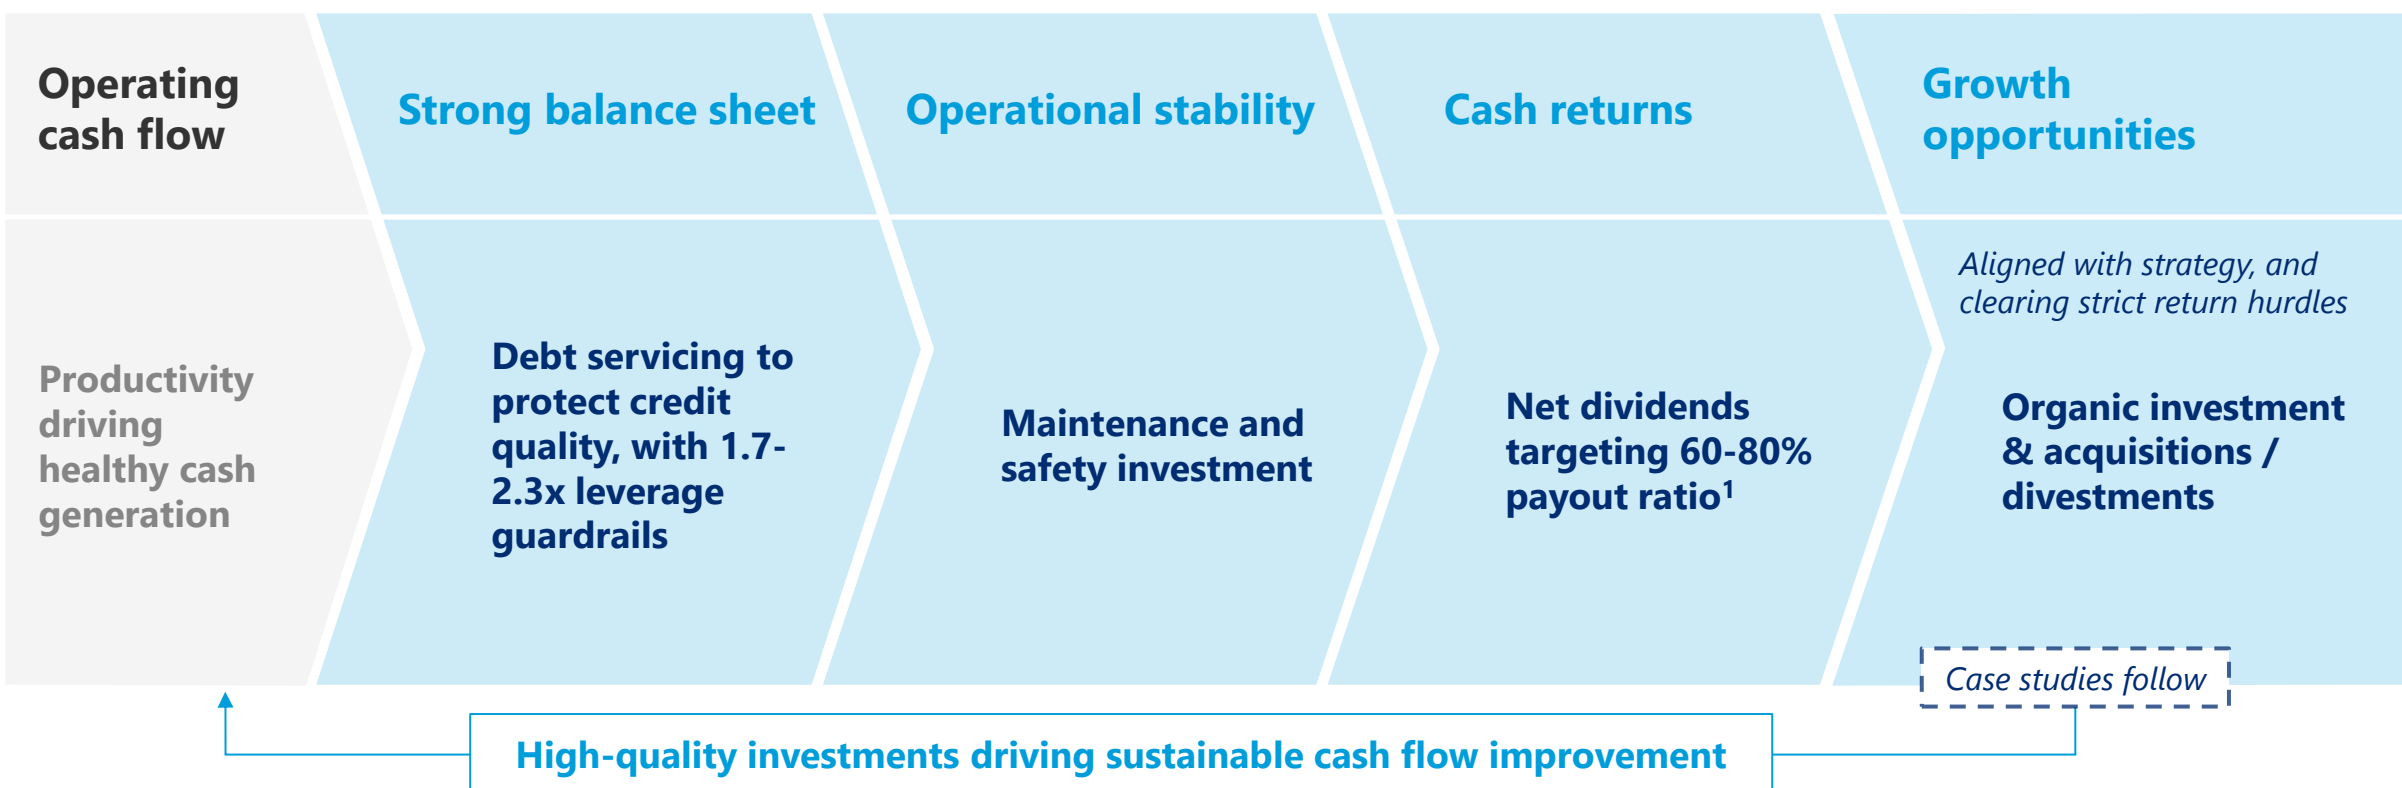 Operating
cash flow
Strong balance sheet
Operational stability
Cash returns
Growth
opportunities
Productivity
driving
healthy cash
generation
Debt servicing to
protect credit
quality, with 1.7-
2.3x leverage
guardrails
Maintenance and
safety investment
Net dividends
targeting 60-80%
payout ratio¹
Aligned with strategy, and
clearing strict return hurdles
Organic investment
& acquisitions /
divestments
Case studies follow
High-quality investments driving sustainable cash flow improvement